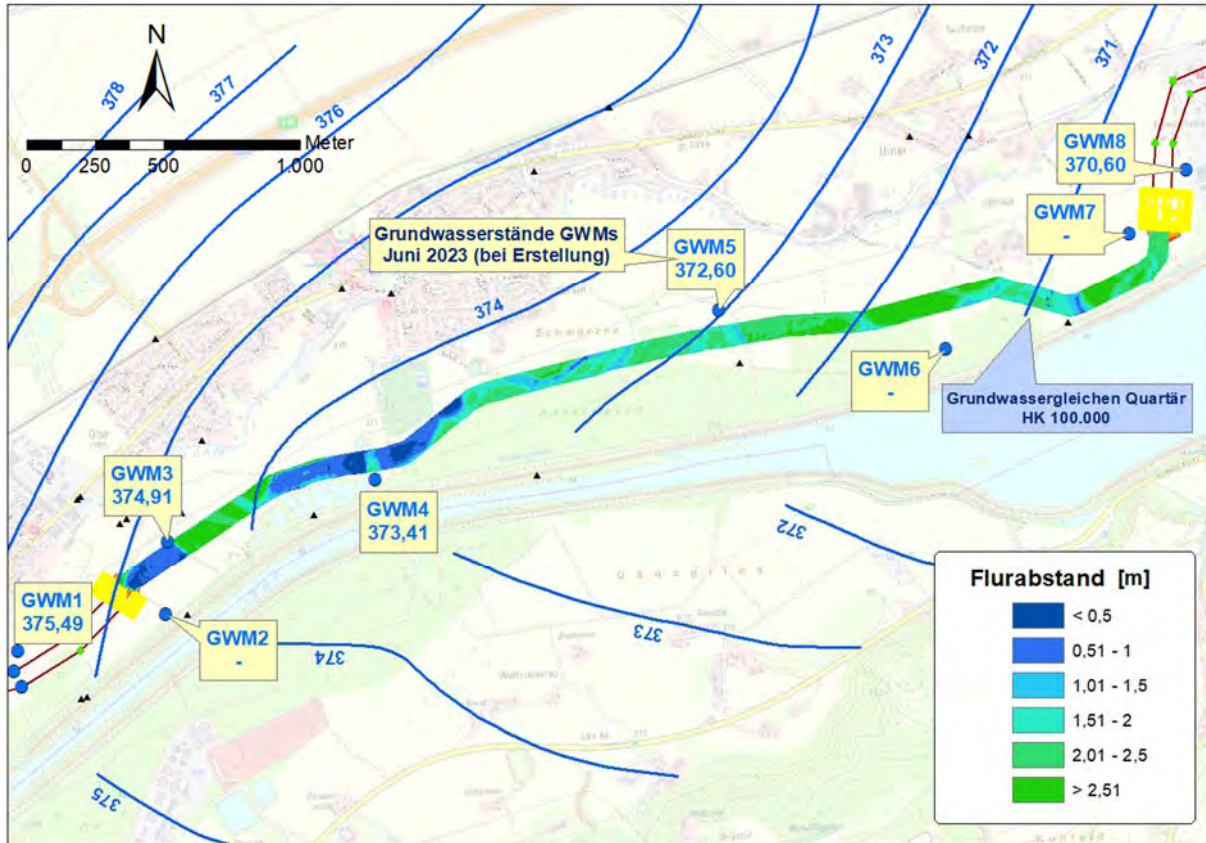 N
Meter
0 250 500 1.000
378
377
376
374
373
372
371
GWM8
370,60
GWM7
-
Grundwasserstände GWMs
Juni 2023 (bei Erstellung)
GWM5
372,60
GWM6
-
Grundwassergleichen Quartär
HK 100.000
GWM3
374,91
GWM4
373,41
GWM1
375,49
GWM2
-
372
373
374
375
Flurabstand [m]
< 0,5
0,51 - 1
1,01 - 1,5
1,51 - 2
2,01 - 2,5
> 2,51